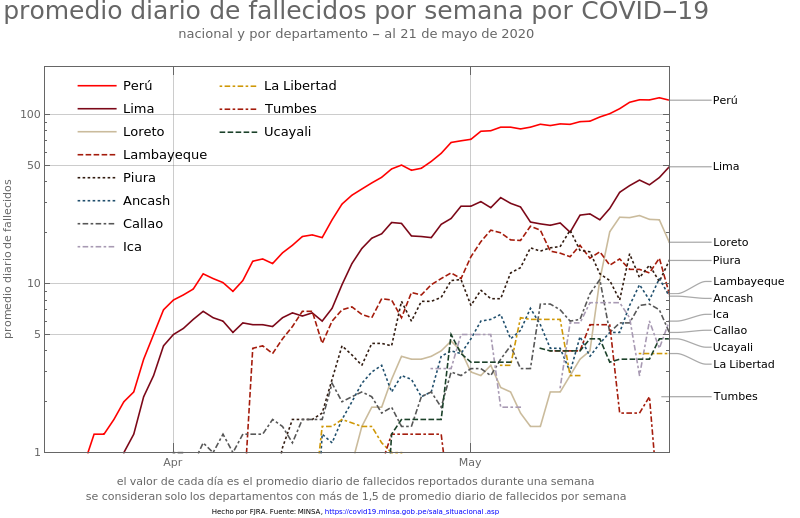 promedio diario de fallecidos por semana por COVID–19
nacional y por departamento – al 21 de mayo de 2020
promedio diario de fallecidos
100
50
10
5
1
Apr
May
Perú
Lima
Loreto
Lambayeque
Piura
Ancash
Callao
Ica
La Libertad
Tumbes
Ucayali
Perú
Lima
Loreto
Piura
Lambayeque
Ancash
Ica
Callao
Ucayali
La Libertad
Tumbes
el valor de cada día es el promedio diario de fallecidos reportados durante una semana
se consideran solo los departamentos con más de 1,5 de promedio diario de fallecidos por semana
Hecho por FJRA. Fuente: MINSA, https://covid19.minsa.gob.pe/sala_situacional.asp